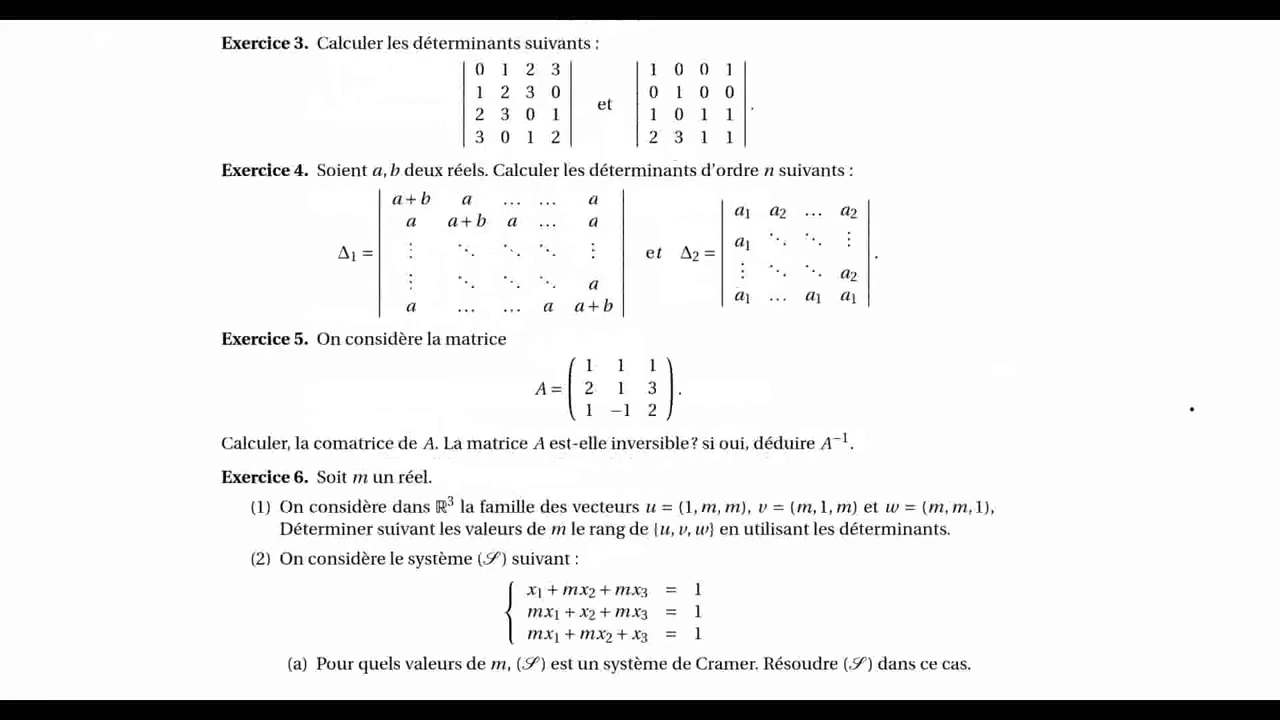 Exercice 3. Calculer les déterminants suivants :
| 0 1 2 3 |     | 1 0 0 1 |
| 1 2 3 0 | et | 0 1 0 0 | .
| 2 3 0 1 |     | 1 0 1 1 |
| 3 0 1 2 |     | 2 3 1 1 |
Exercice 4. Soient a, b deux réels. Calculer les déterminants d'ordre n suivants :
| a + b a … … a |     | a₁ a₂ … a₂ |
| a a + b a … a |     | a₁ ⋱ ⋱ ⋮ |
Δ₁ = | ⋮ ⋱ ⋱ ⋱ ⋮ | et Δ₂ = | ⋮ ⋱ ⋱ a₂ | .
| ⋮ ⋱ ⋱ ⋱ a |     | a₁ … a₁ a₁ |
| a … … a a + b |
Exercice 5. On considère la matrice
( 1 1 1 )
A = ( 2 1 3 ) .
( 1 −1 2 )
Calculer, la comatrice de A. La matrice A est-elle inversible? si oui, déduire A⁻¹.
Exercice 6. Soit m un réel.
(1) On considère dans ℝ³ la famille des vecteurs u = (1, m, m), v = (m, 1, m) et w = (m, m, 1),
Déterminer suivant les valeurs de m le rang de {u, v, w} en utilisant les déterminants.
(2) On considère le système (𝒮) suivant :
{ x₁ + mx₂ + mx₃ = 1
mx₁ + x₂ + mx₃ = 1
mx₁ + mx₂ + x₃ = 1
(a) Pour quels valeurs de m, (𝒮) est un système de Cramer. Résoudre (𝒮) dans ce cas.